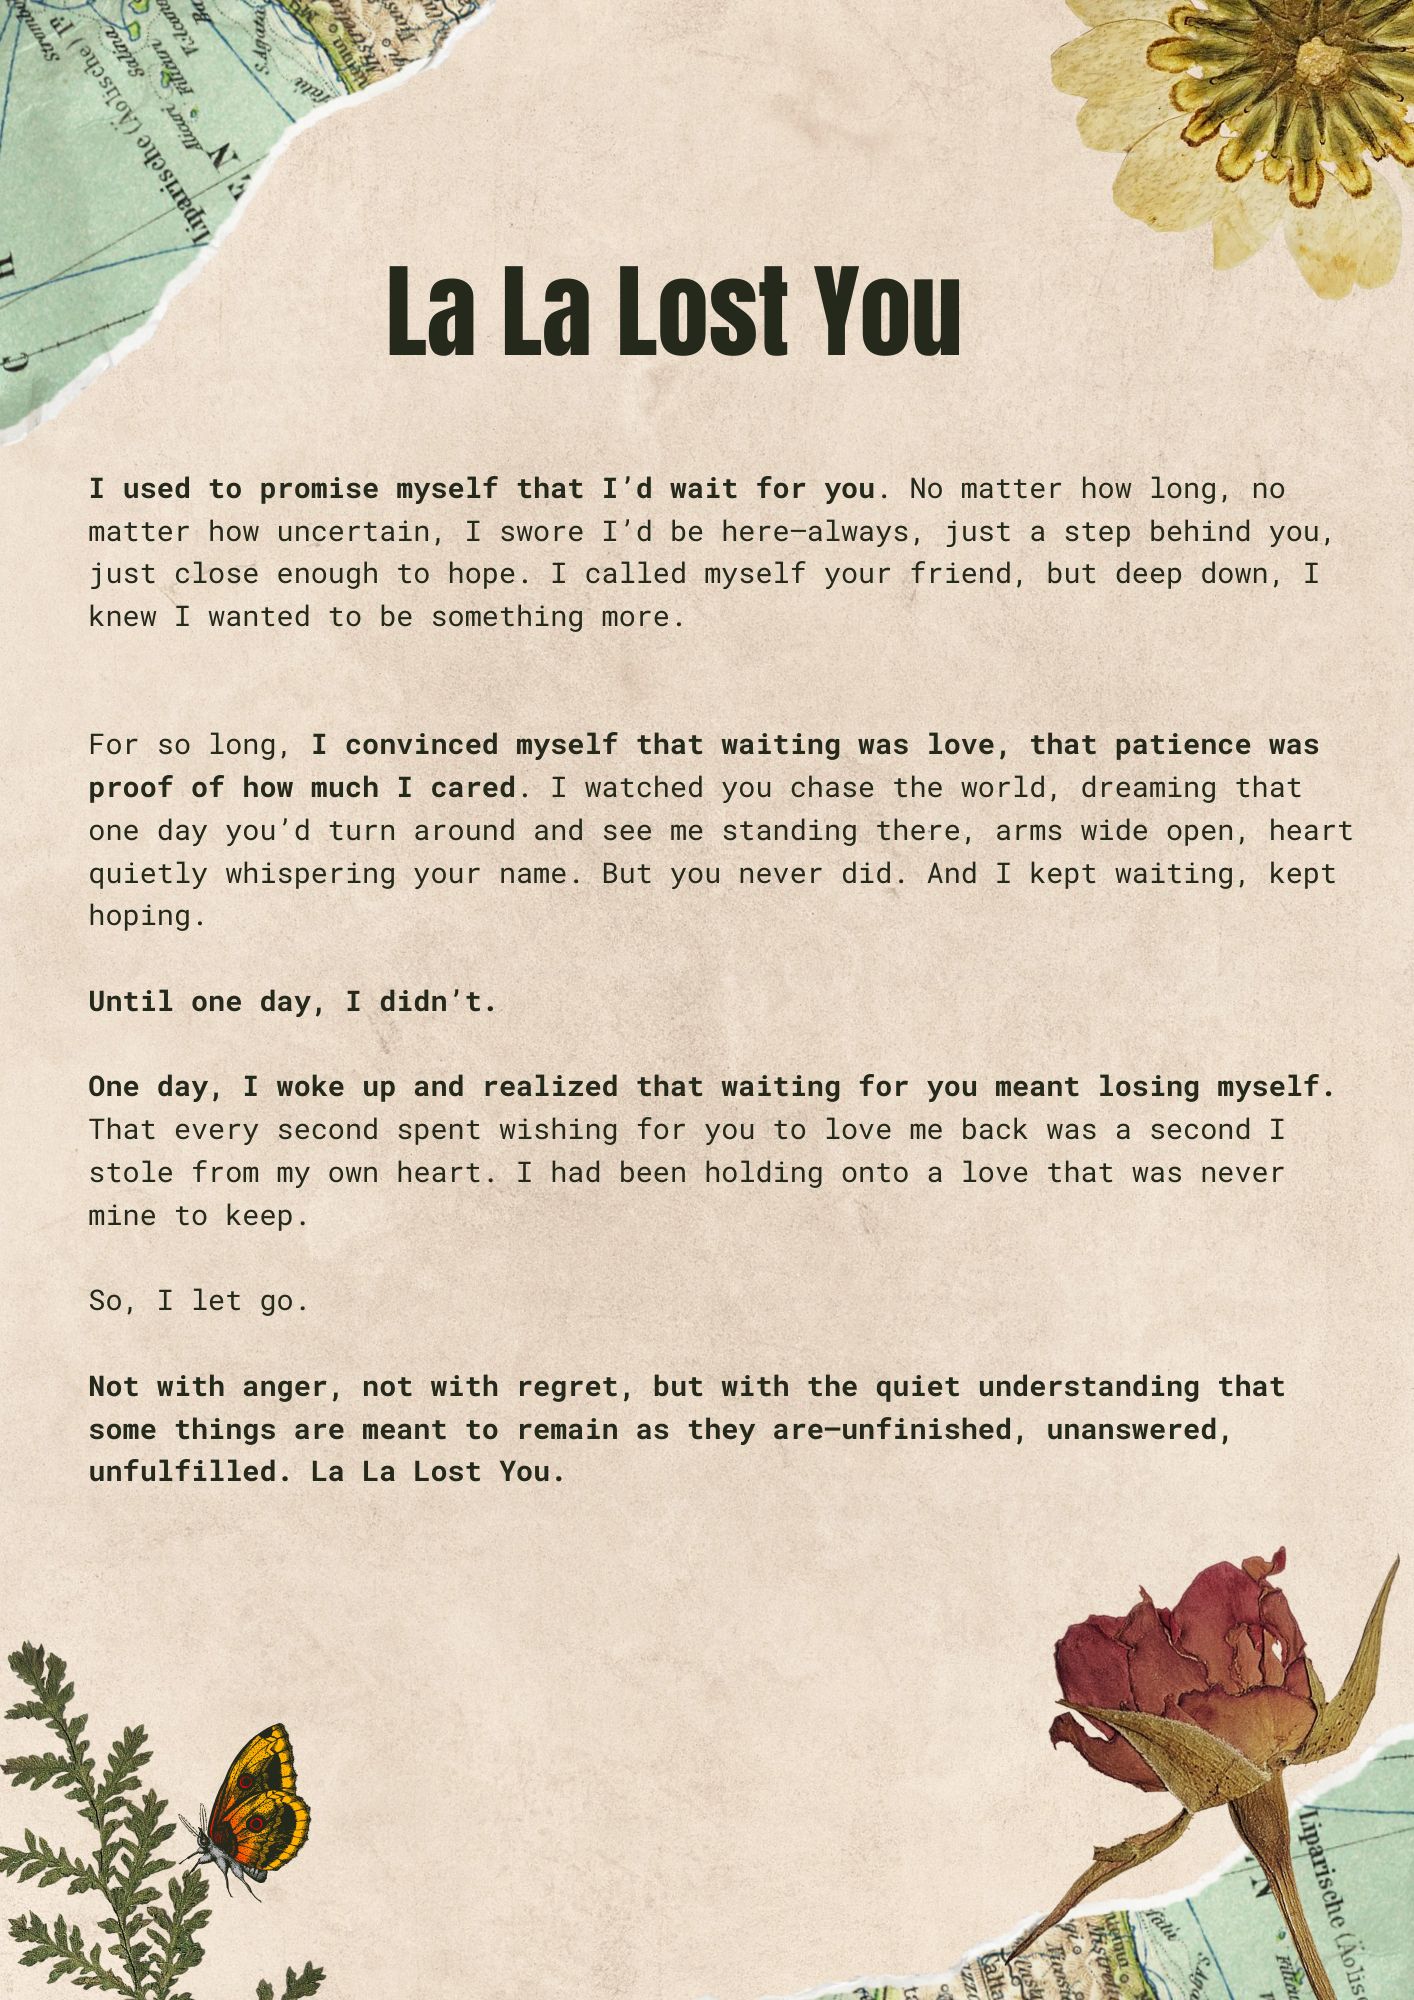 La La Lost You
I used to promise myself that I’d wait for you. No matter how long, no
matter how uncertain, I swore I’d be here—always, just a step behind you,
just close enough to hope. I called myself your friend, but deep down, I
knew I wanted to be something more.
For so long, I convinced myself that waiting was love, that patience was
proof of how much I cared. I watched you chase the world, dreaming that
one day you’d turn around and see me standing there, arms wide open, heart
quietly whispering your name. But you never did. And I kept waiting, kept
hoping.
Until one day, I didn’t.
One day, I woke up and realized that waiting for you meant losing myself.
That every second spent wishing for you to love me back was a second I
stole from my own heart. I had been holding onto a love that was never
mine to keep.
So, I let go.
Not with anger, not with regret, but with the quiet understanding that
some things are meant to remain as they are—unfinished, unanswered,
unfulfilled. La La Lost You.
Liparische (Äolische)
Salina
Filicuri
Alicuri
N
Liparische
N